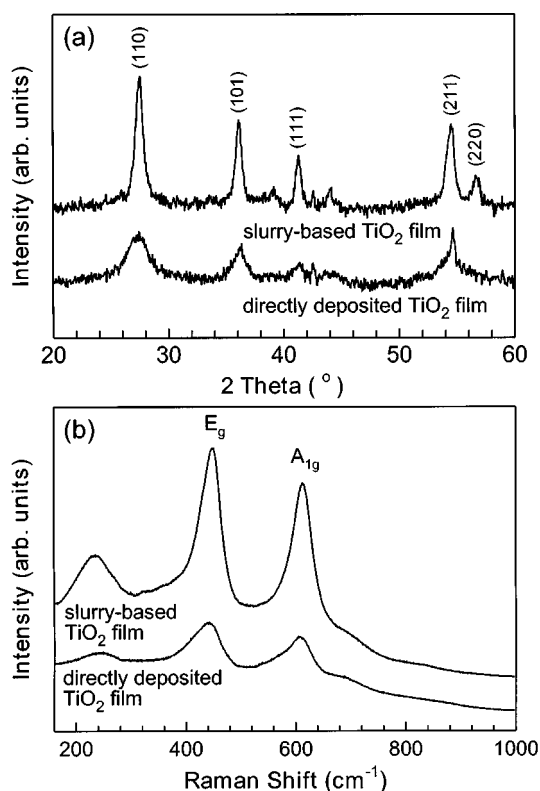 (a)
Intensity (arb. units)
(110)
(101)
(111)
(211)
(220)
slurry-based TiO₂ film
directly deposited TiO₂ film
20 30 40 50 60
2 Theta ( ° )
(b)
Intensity (arb. units)
E₉
A₁₉
slurry-based
TiO₂ film
directly deposited
TiO₂ film
200 400 600 800 1000
Raman Shift (cm⁻¹)